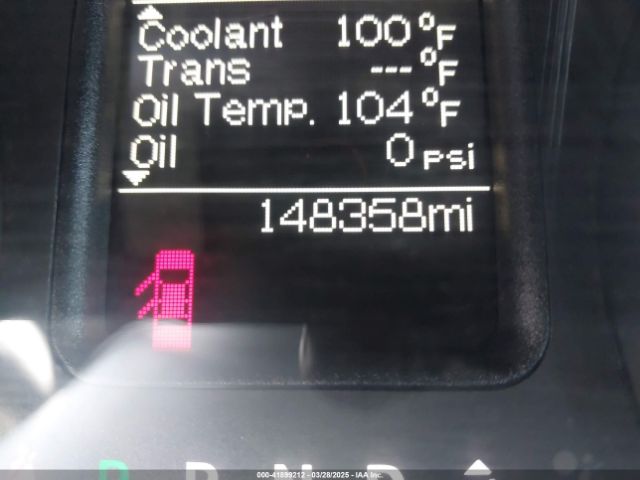 Coolant 100°F
Trans ---°F
Oil Temp. 104°F
Oil 0 psi
148358mi
P R N D
000-41899212 - 03/28/2025 - IAA Inc.